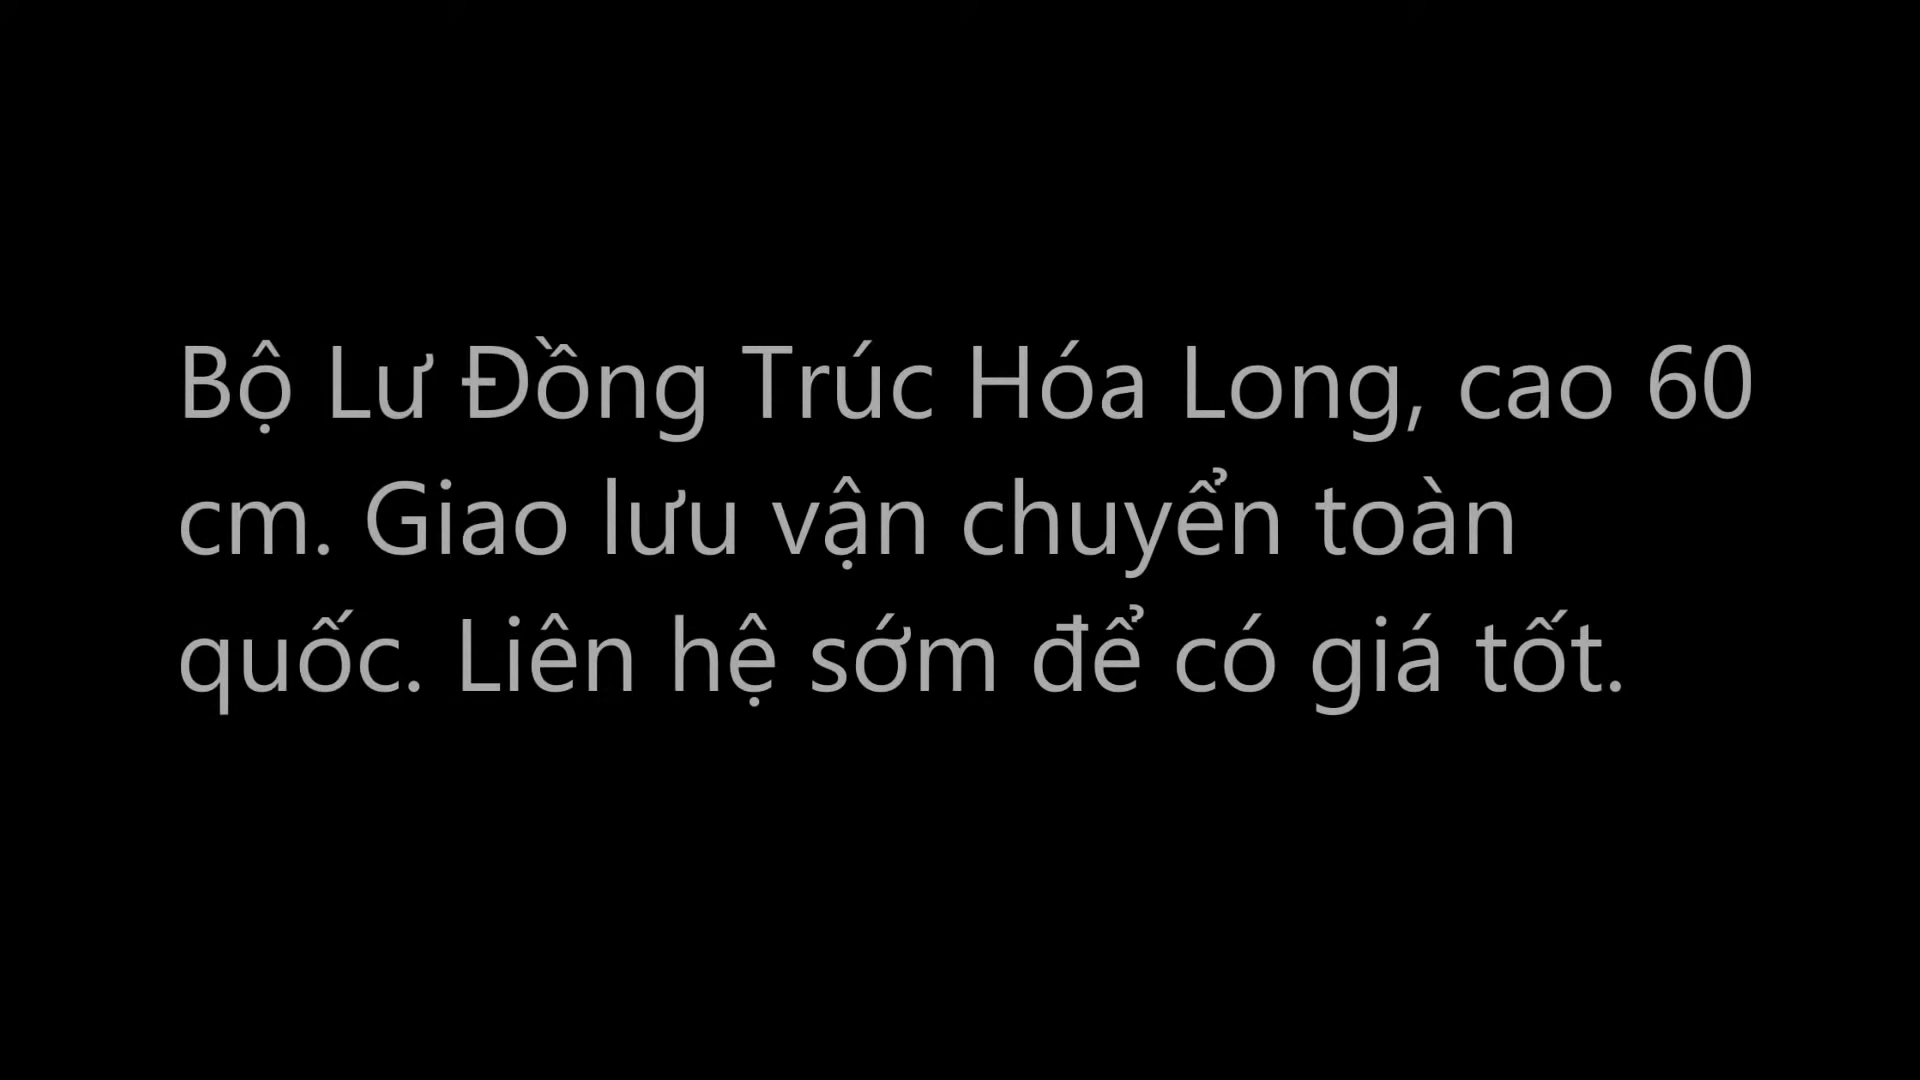 Bộ Lư Đồng Trúc Hóa Long, cao 60
cm. Giao lưu vận chuyển toàn
quốc. Liên hệ sớm để có giá tốt.